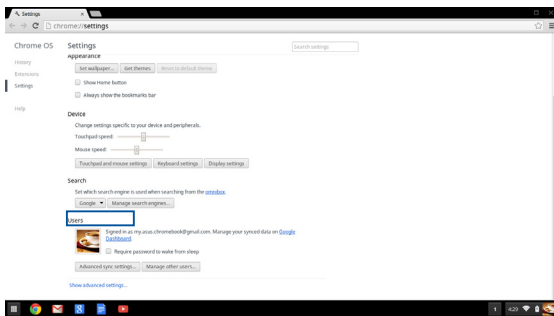 Settings
chrome://settings
Chrome OS
Settings
Search settings
History
Extensions
Settings
Help
Appearance
Set wallpaper...
Get themes
Reset to default theme
Show Home button
Always show the bookmarks bar
Device
Change settings specific to your device and peripherals.
Touchpad speed:
Mouse speed:
Touchpad and mouse settings
Keyboard settings
Display settings
Search
Set which search engine is used when searching from the omnibox.
Google
Manage search engines...
Users
Signed in as my.asus.chromebook@gmail.com. Manage your synced data on Google
Dashboard.
Require password to wake from sleep
Advanced sync settings...
Manage other users...
Show advanced settings...
8
1
4:29